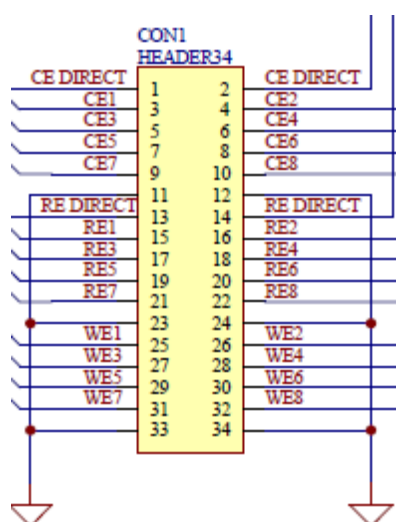 CON1
HEADER34
CE DIRECT 1 2 CE DIRECT
CE1 3 4 CE2
CE3 5 6 CE4
CE5 7 8 CE6
CE7 9 10 CE8
11 12
RE DIRECT 13 14 RE DIRECT
RE1 15 16 RE2
RE3 17 18 RE4
RE5 19 20 RE6
RE7 21 22 RE8
23 24
WE1 25 26 WE2
WE3 27 28 WE4
WE5 29 30 WE6
WE7 31 32 WE8
33 34